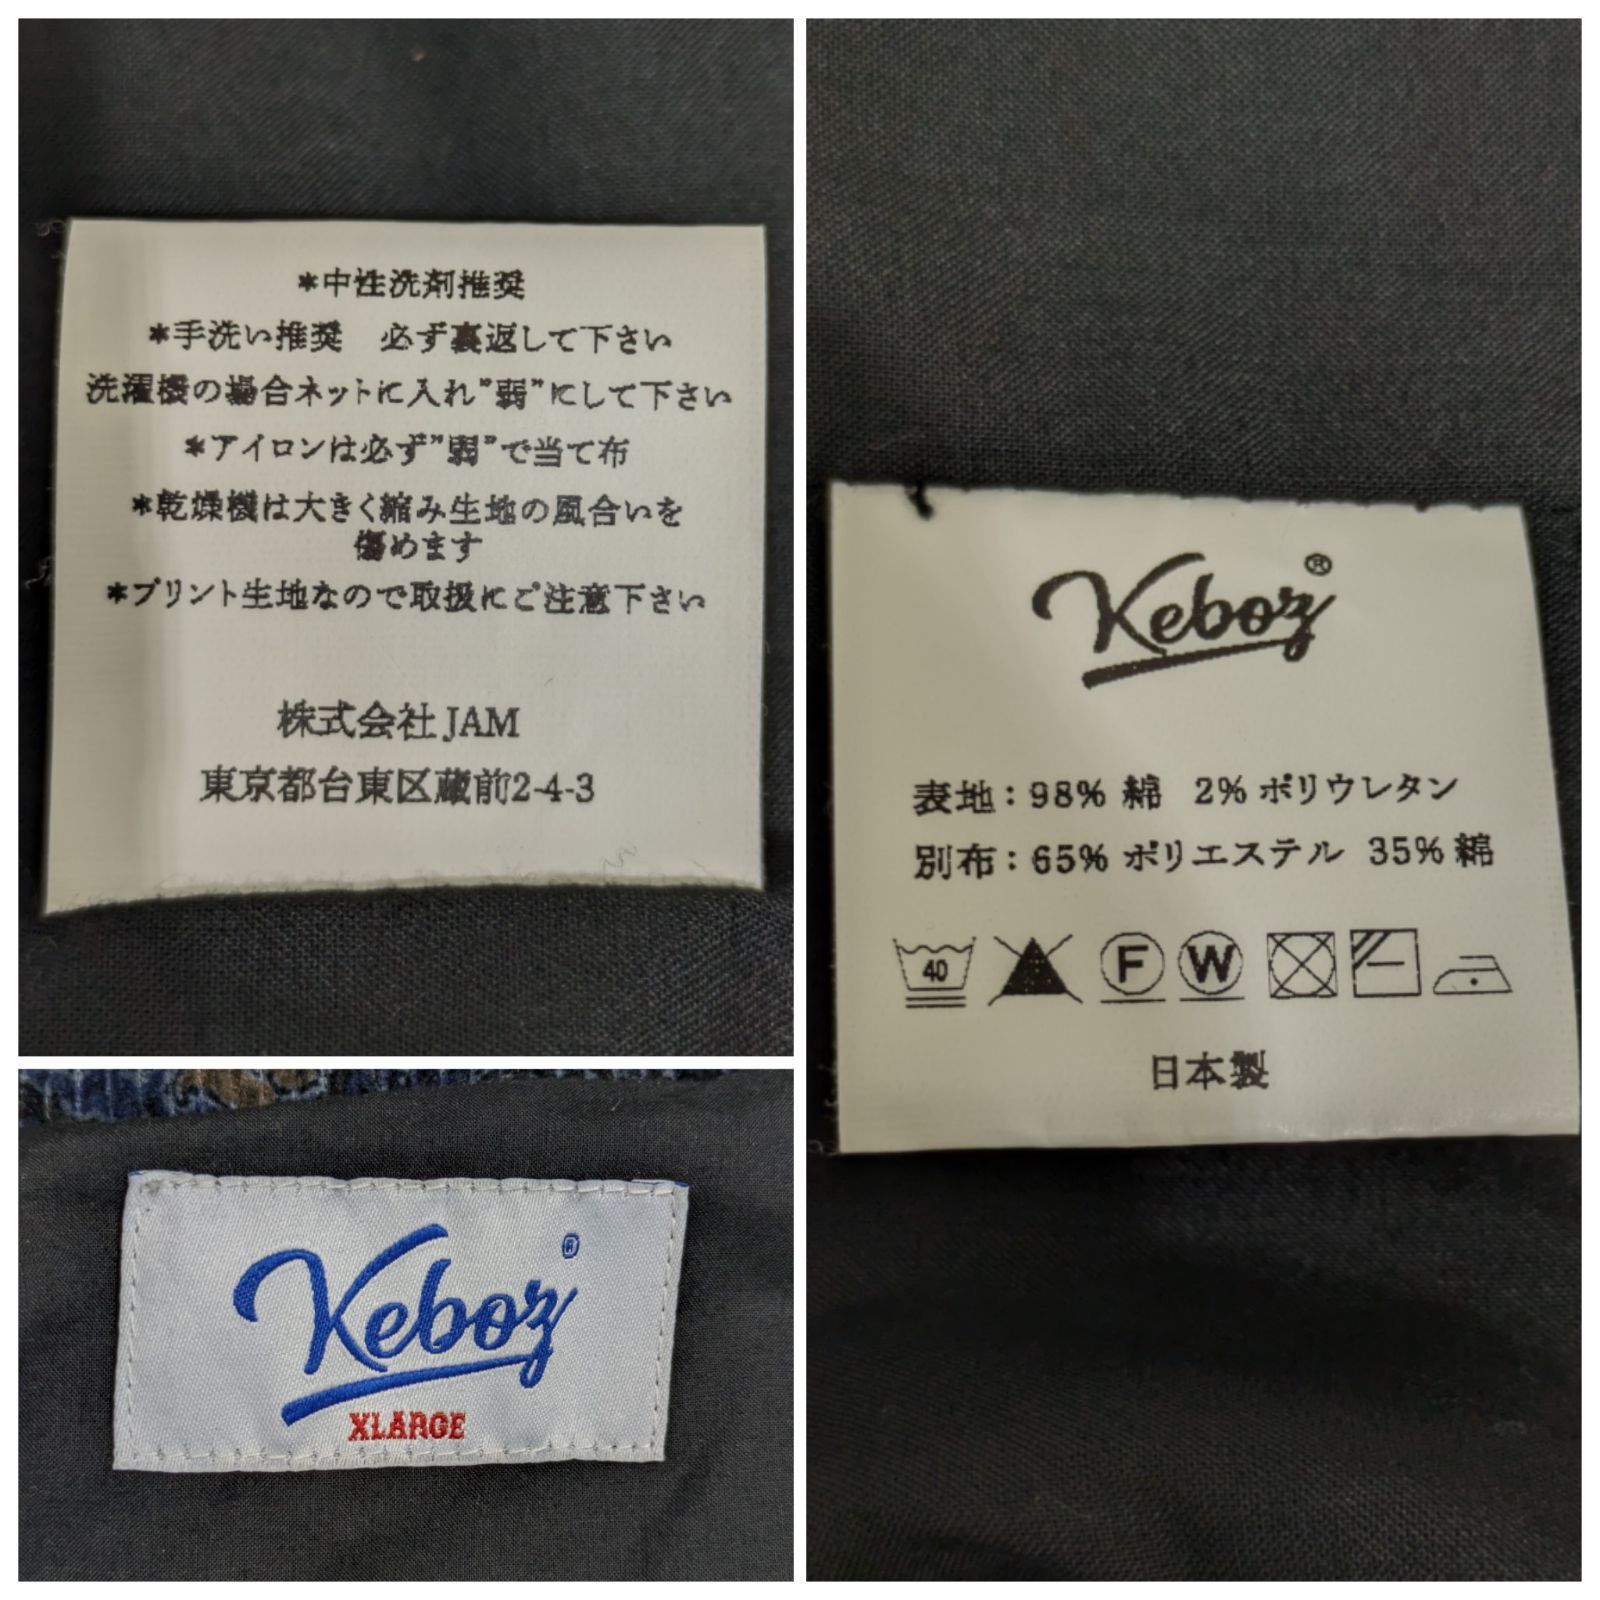 *中性洗剤推奨
*手洗い推奨　必ず裏返して下さい
洗濯機の場合ネットに入れ"弱"にして下さい
*アイロンは必ず"弱"で当て布
*乾燥機は大きく縮み生地の風合いを
傷めます
*プリント生地なので取扱にご注意下さい
株式会社 JAM
東京都台東区蔵前2-4-3
Keboz®
XLARGE
Keboz®
表地：98% 綿 2% ポリウレタン
別布：65% ポリエステル 35% 綿
40 F W
日本製